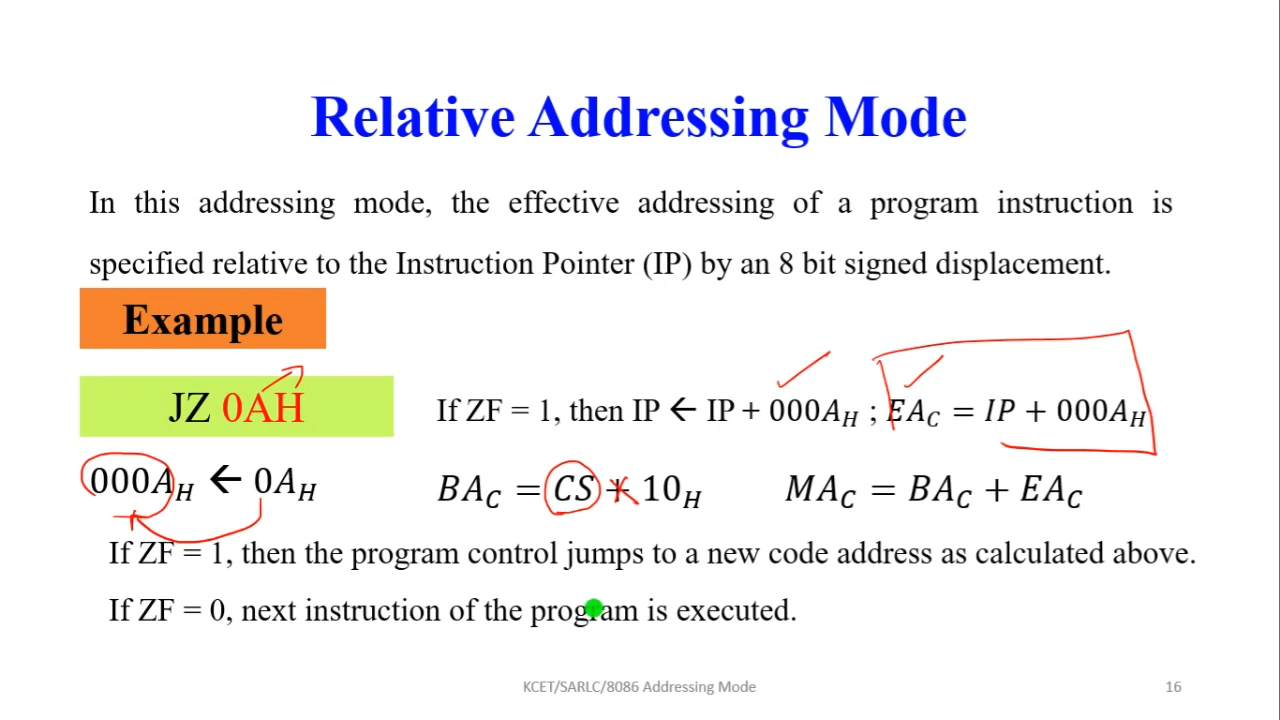 Relative Addressing Mode
In this addressing mode, the effective addressing of a program instruction is
specified relative to the Instruction Pointer (IP) by an 8 bit signed displacement.
Example
JZ 0AH
If ZF = 1, then IP ← IP + 000A_H ; EA_C = IP + 000A_H
000A_H ← 0A_H
BA_C = CS × 10_H
MA_C = BA_C + EA_C
If ZF = 1, then the program control jumps to a new code address as calculated above.
If ZF = 0, next instruction of the program is executed.
KCET/SARLC/8086 Addressing Mode
16